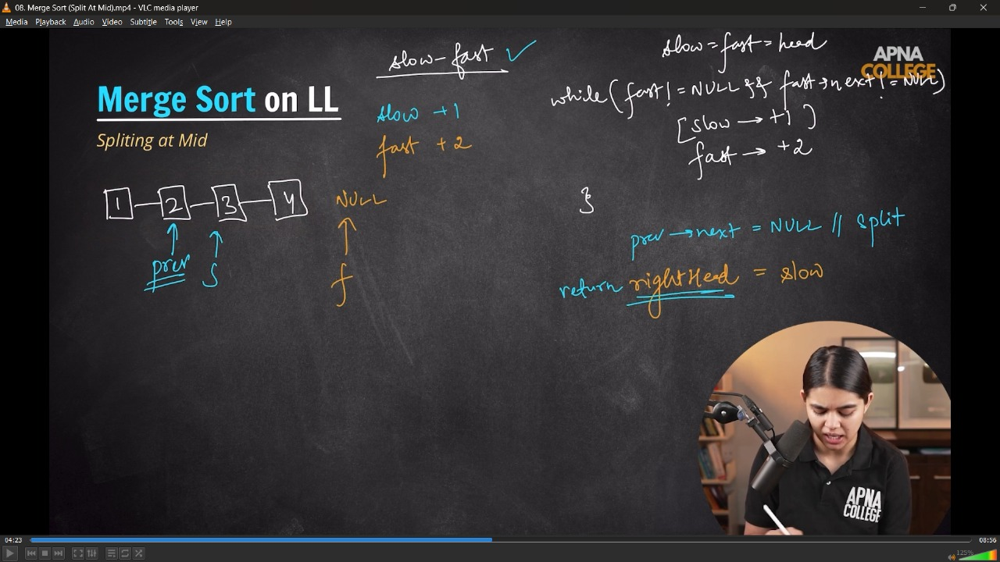 08. Merge Sort (Split At Mid).mp4 - VLC media player
Media Playback Audio Video Subtitle Tools View Help
slow - fast ✓
slow = fast = head
APNA
COLLEGE
Merge Sort on LL
while ( fast != NULL && fast → next != NULL )
slow +1
[ slow → +1 ]
Spliting at Mid
fast +2
fast → +2
1 2 3 4 NULL
}
prev → next = NULL // split
prev s f
return rightHead = slow
APNA
COLLEGE
04:23 08:56
125%